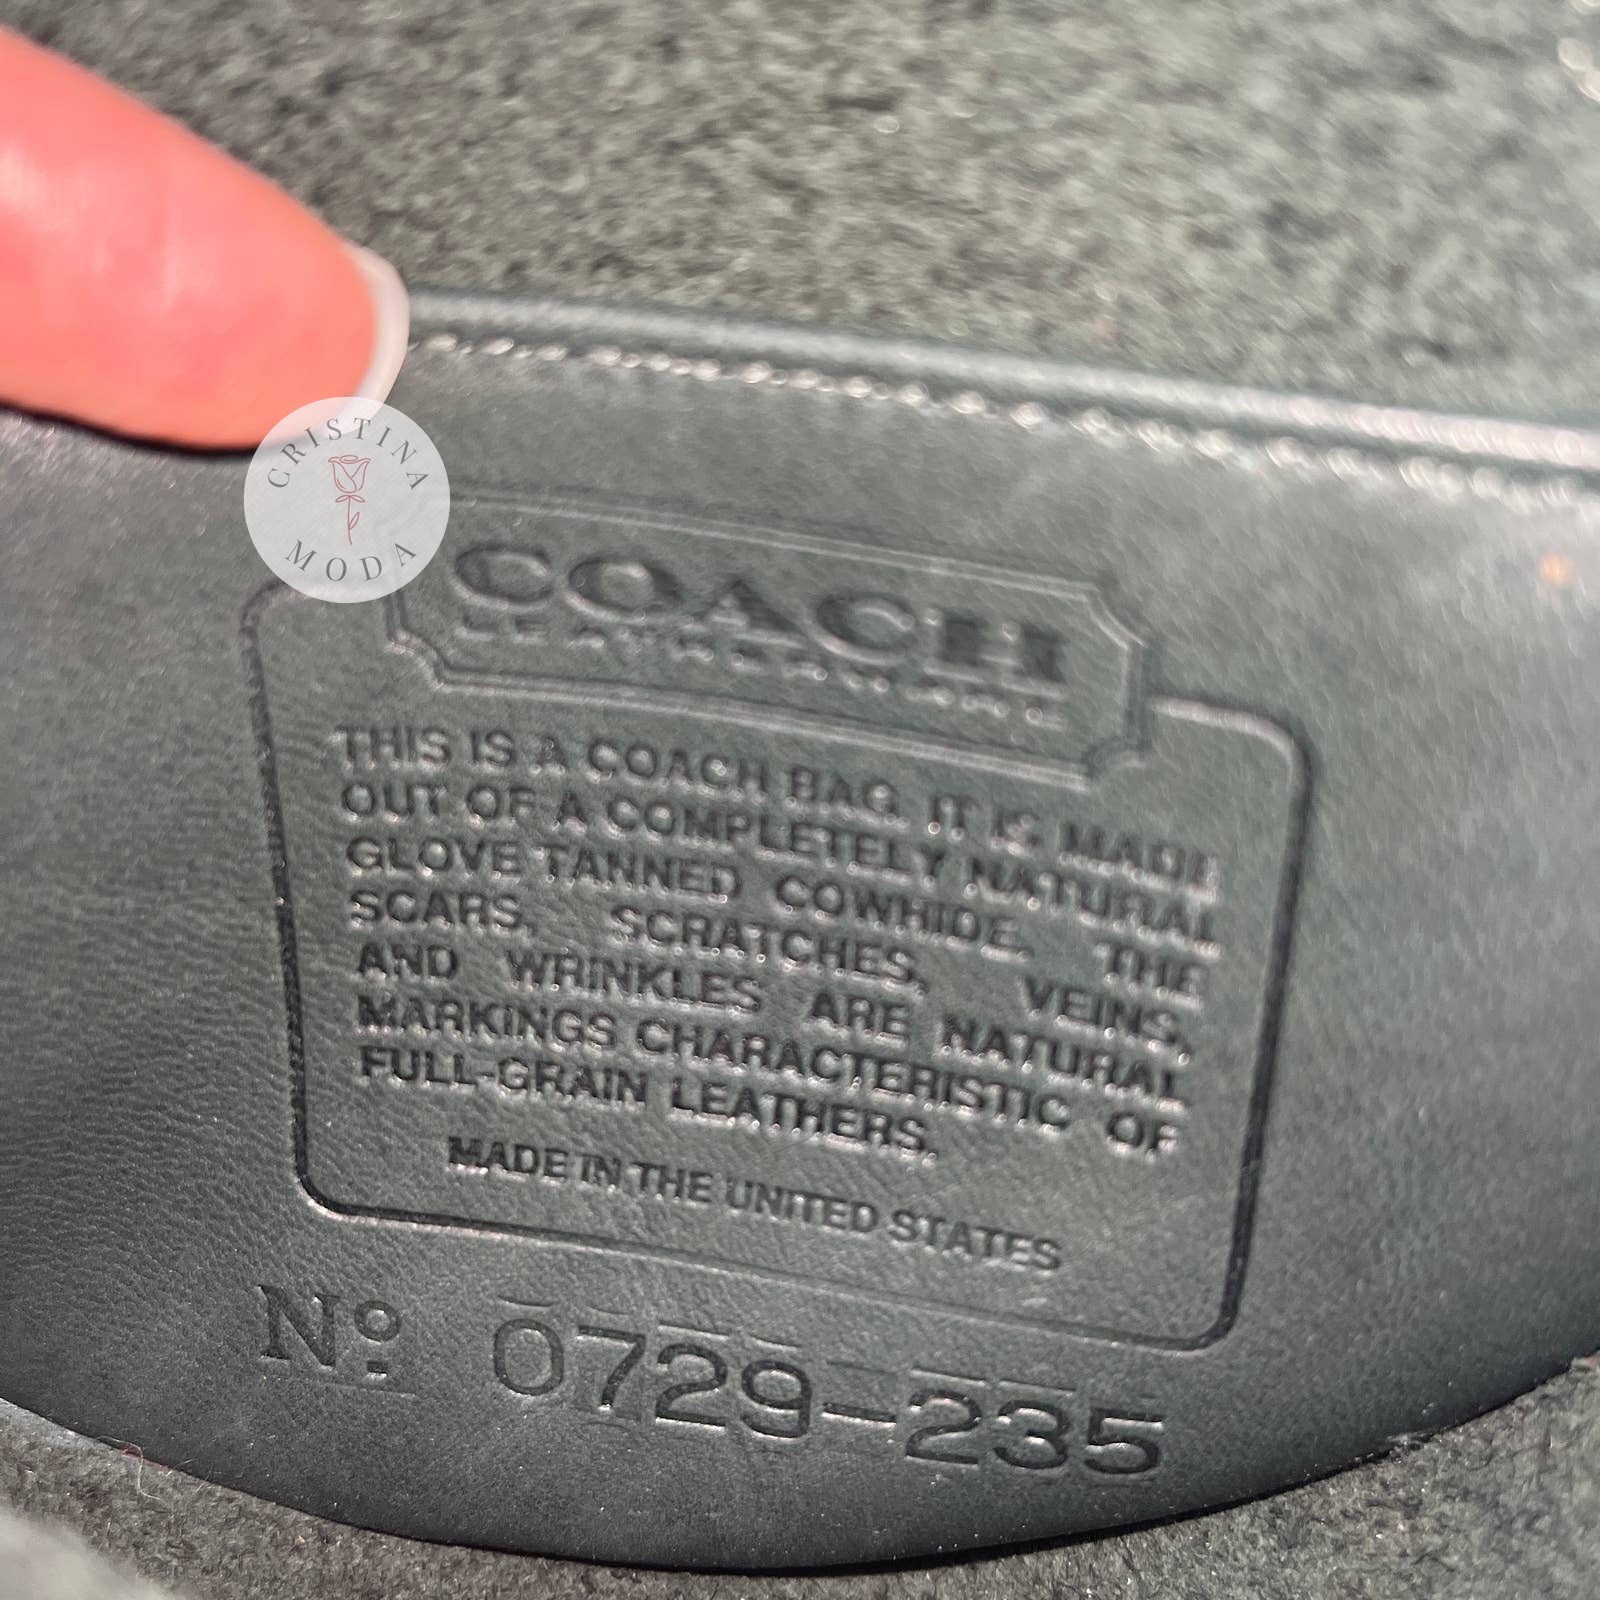 CRISTINA
MODA
COACH
LEATHERWARE
THIS IS A COACH BAG. IT IS MADE
OUT OF A COMPLETELY NATURAL
GLOVE TANNED COWHIDE. THE
SCARS, SCRATCHES, VEINS,
AND WRINKLES ARE NATURAL
MARKINGS CHARACTERISTIC OF
FULL-GRAIN LEATHERS.
MADE IN THE UNITED STATES
Nº 0729-235